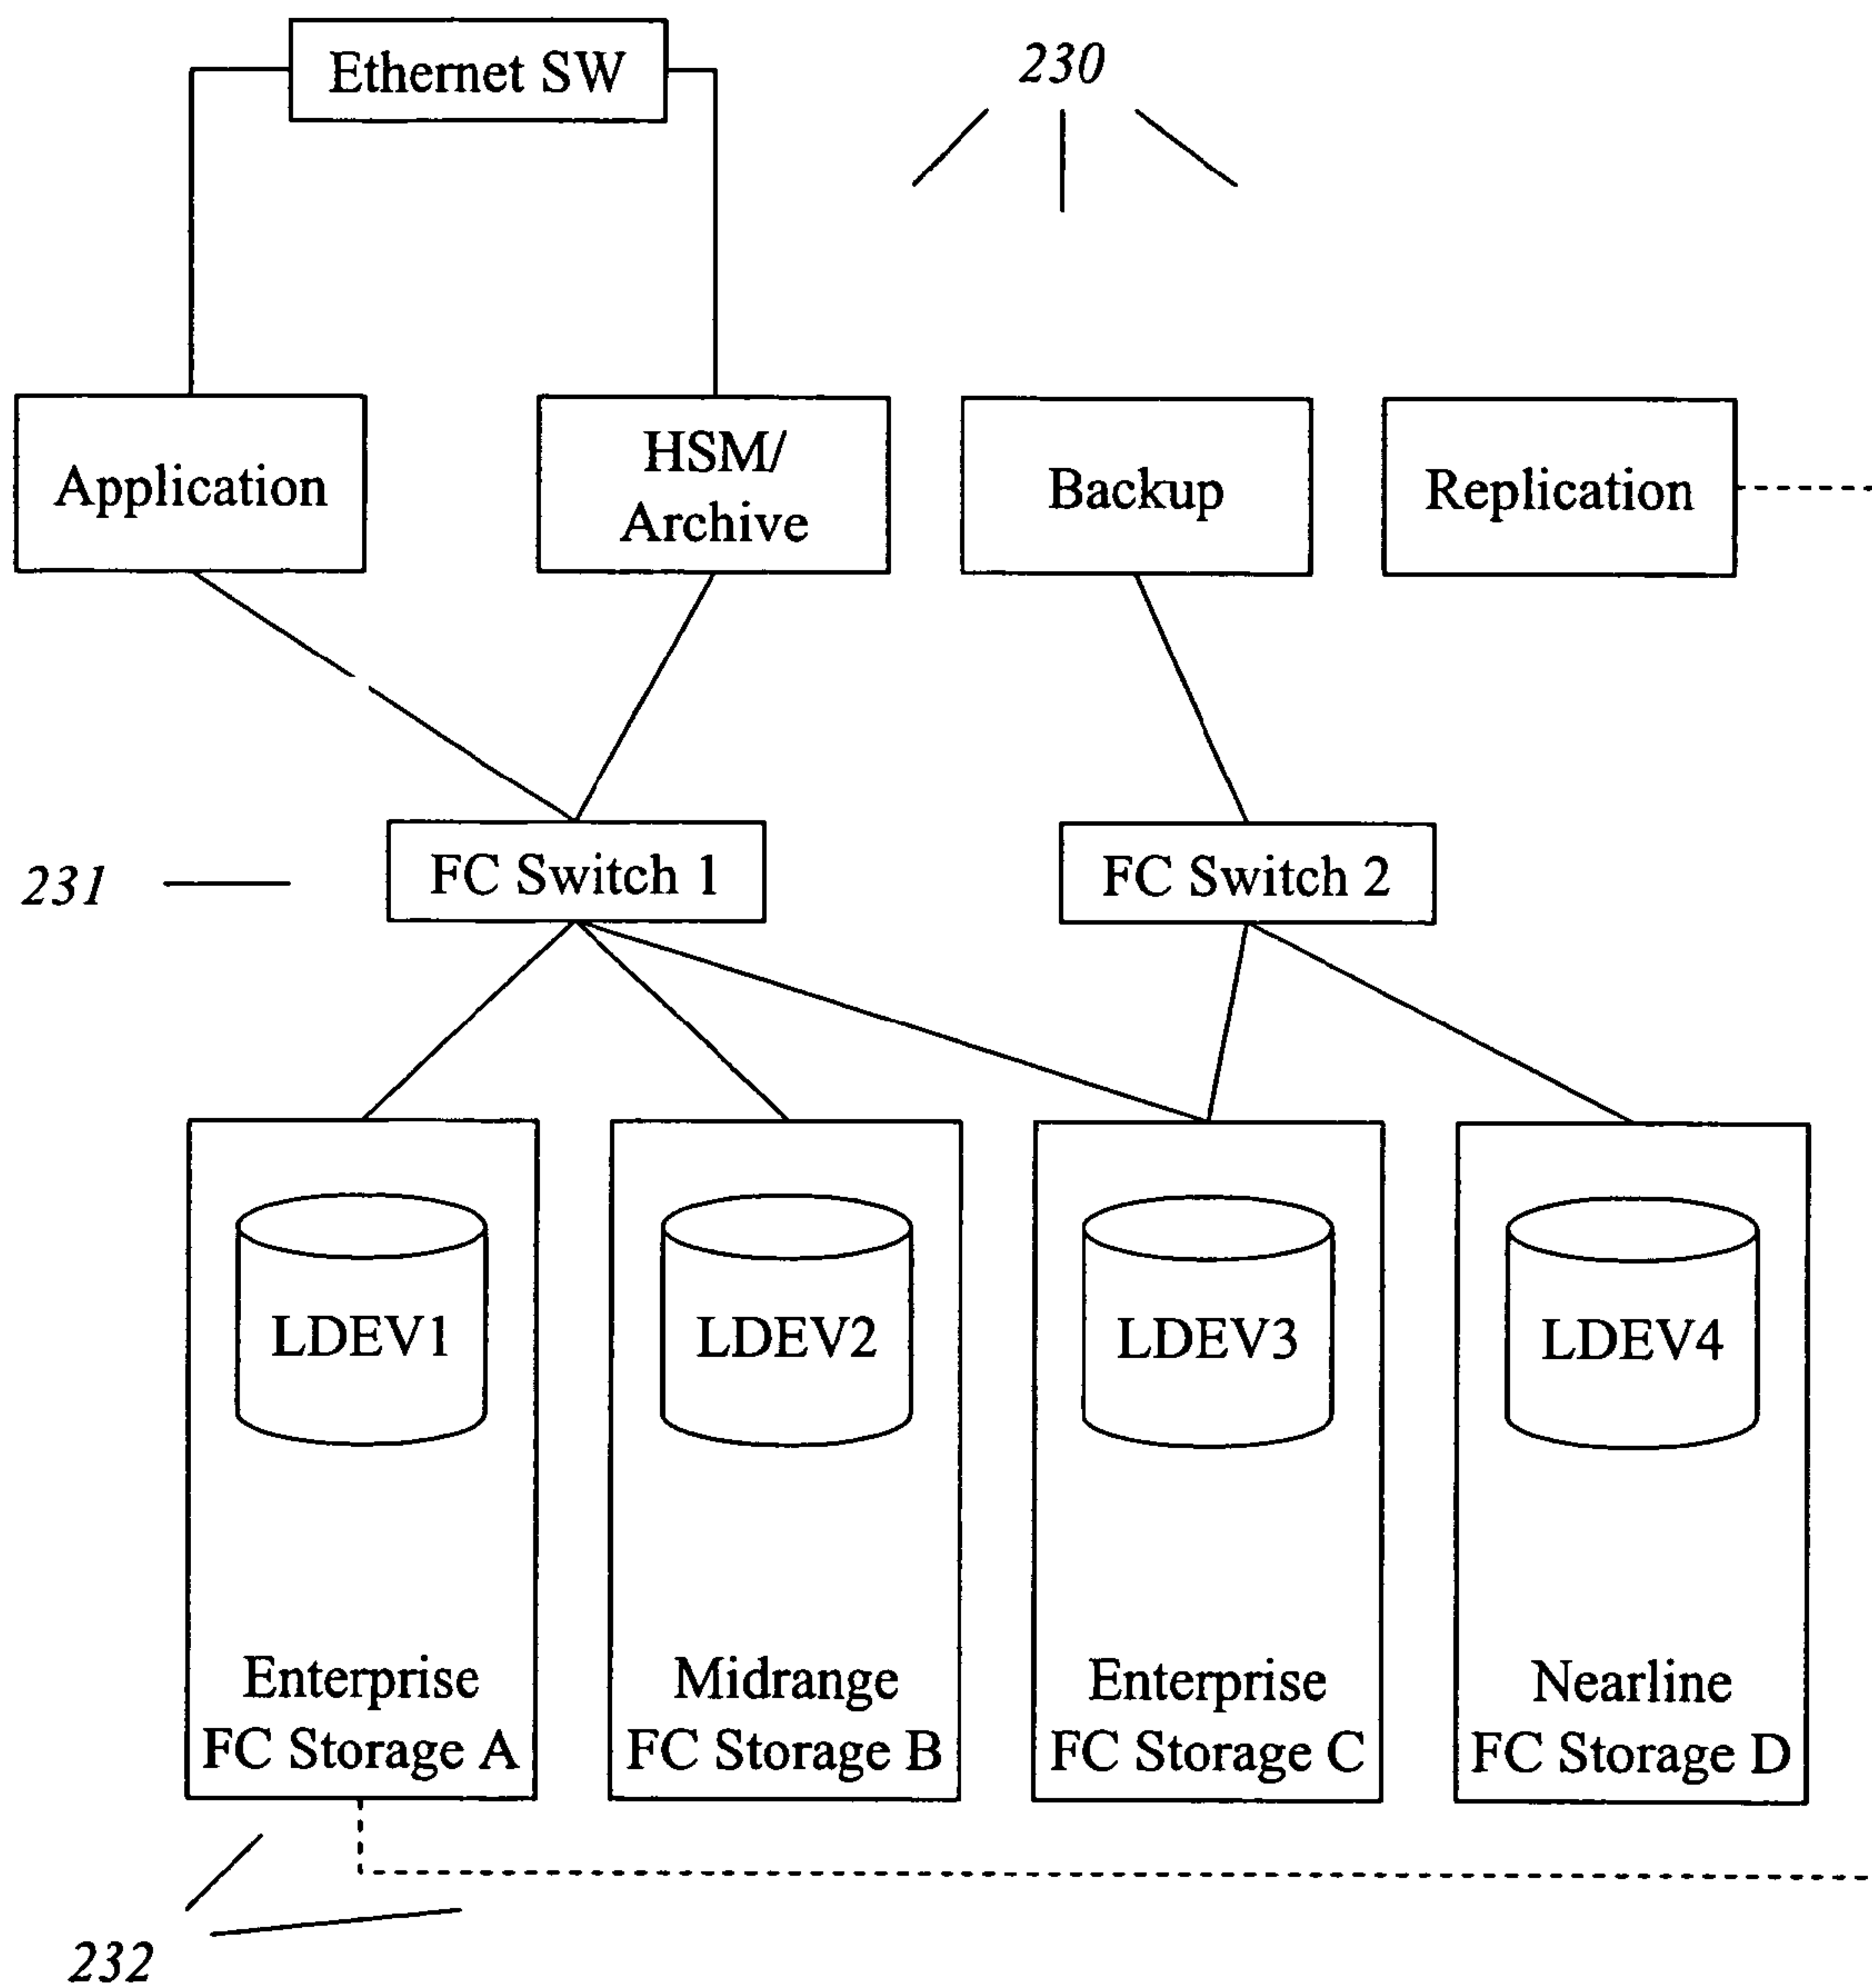 Ethernet SW
230
Application
HSM/
Archive
Backup
Replication
231
FC Switch 1
FC Switch 2
LDEV1
LDEV2
LDEV3
LDEV4
Enterprise
FC Storage A
Midrange
FC Storage B
Enterprise
FC Storage C
Nearline
FC Storage D
232